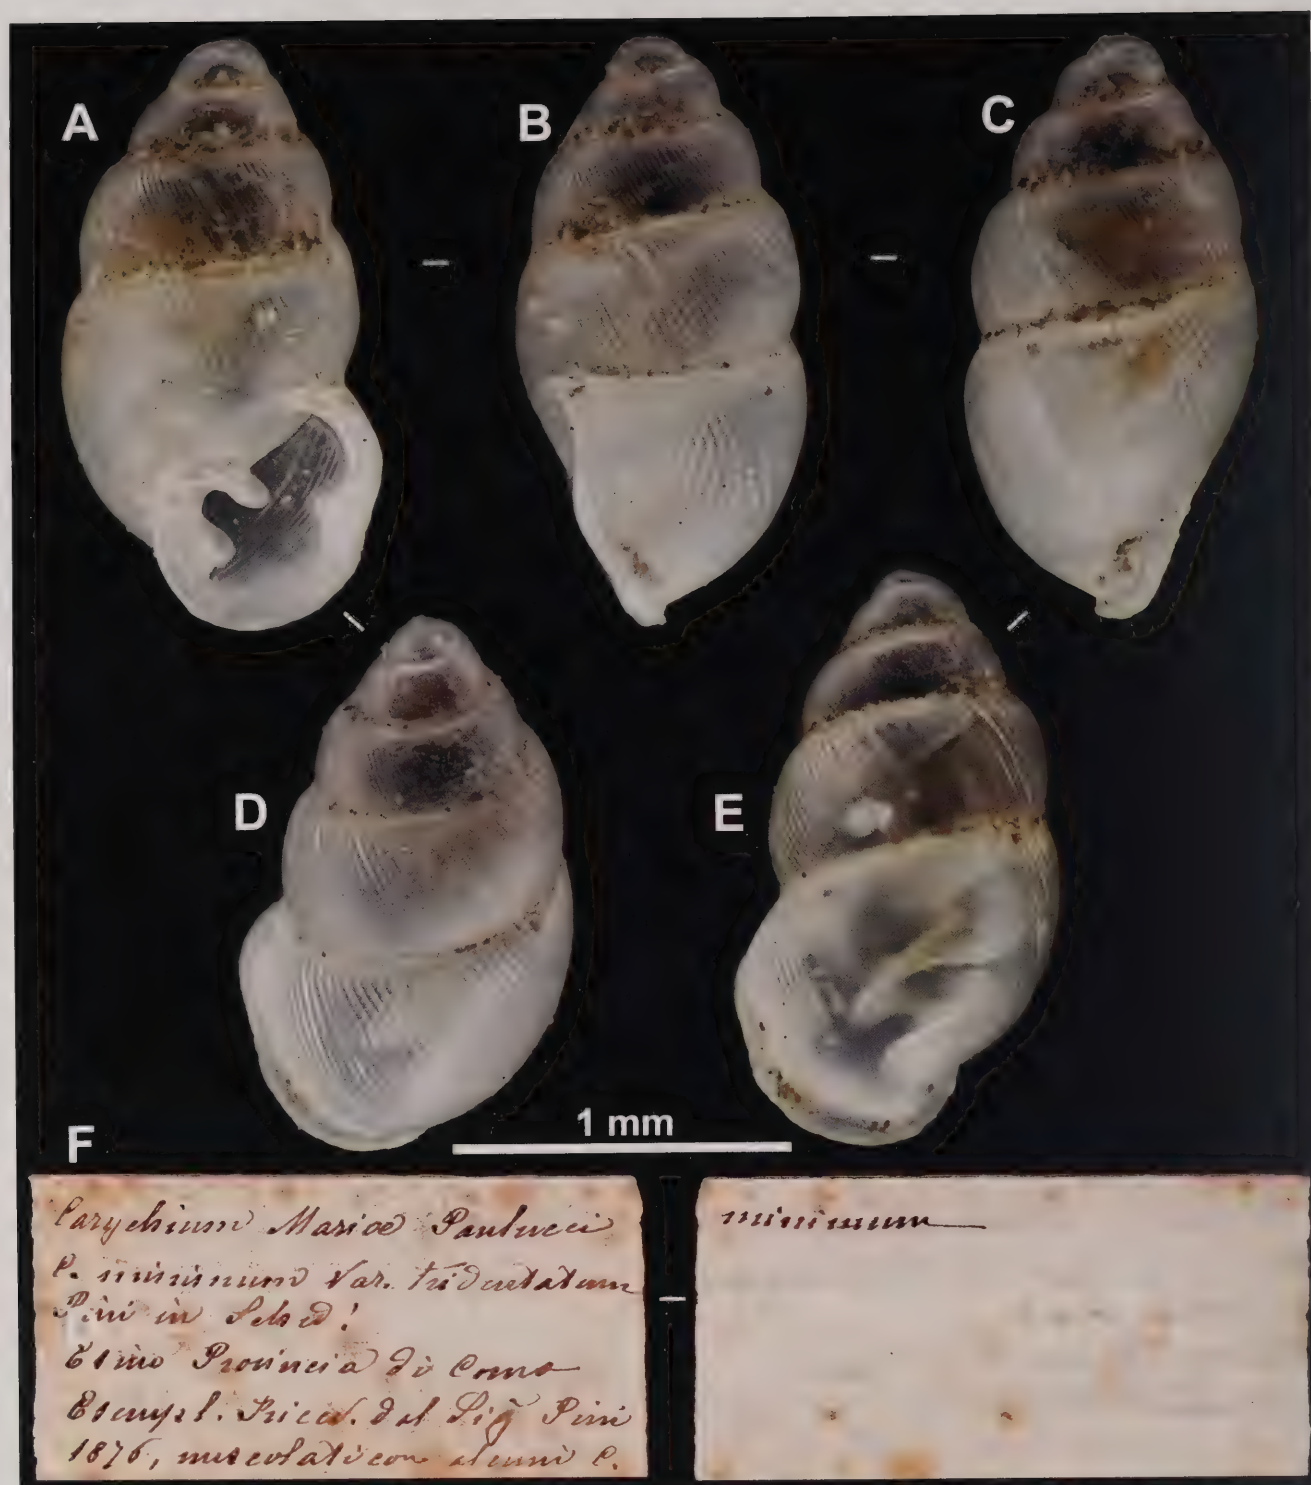 A
B
C
D
E
1 mm
F
Carychium Mariæ Paulucci
C. minimum Var. tridentatum
Pini in Sched!
Esino Provincia di Como
Esempl. Ricev. dal Sig Pini
1876, mescolati con alcuni C.
minimum